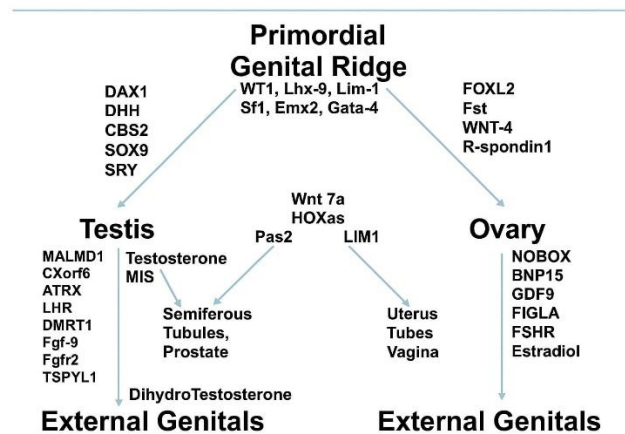 Primordial
Genital Ridge
WT1, Lhx-9, Lim-1
Sf1, Emx2, Gata-4
DAX1
DHH
CBS2
SOX9
SRY
FOXL2
Fst
WNT-4
R-spondin1
Wnt 7a
HOXas
Pas2
LIM1
Testis
MALMD1
CXorf6
ATRX
LHR
DMRT1
Fgf-9
Fgfr2
TSPYL1
Testosterone
MIS
Semiferous
Tubules,
Prostate
Uterus
Tubes
Vagina
Ovary
NOBOX
BNP15
GDF9
FIGLA
FSHR
Estradiol
DihydroTestosterone
External Genitals
External Genitals